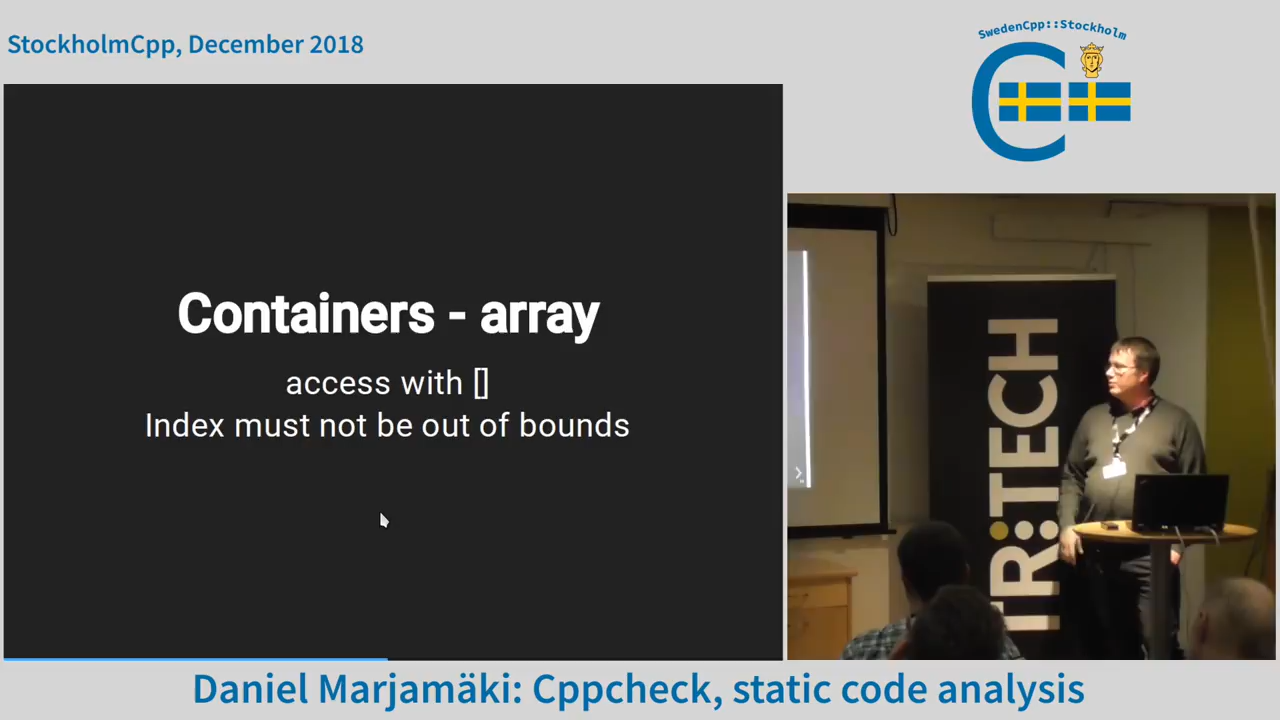 StockholmCpp, December 2018
SwedenCpp::Stockholm
C
Containers - array
access with []
Index must not be out of bounds
TR:TECH
Daniel Marjamäki: Cppcheck, static code analysis